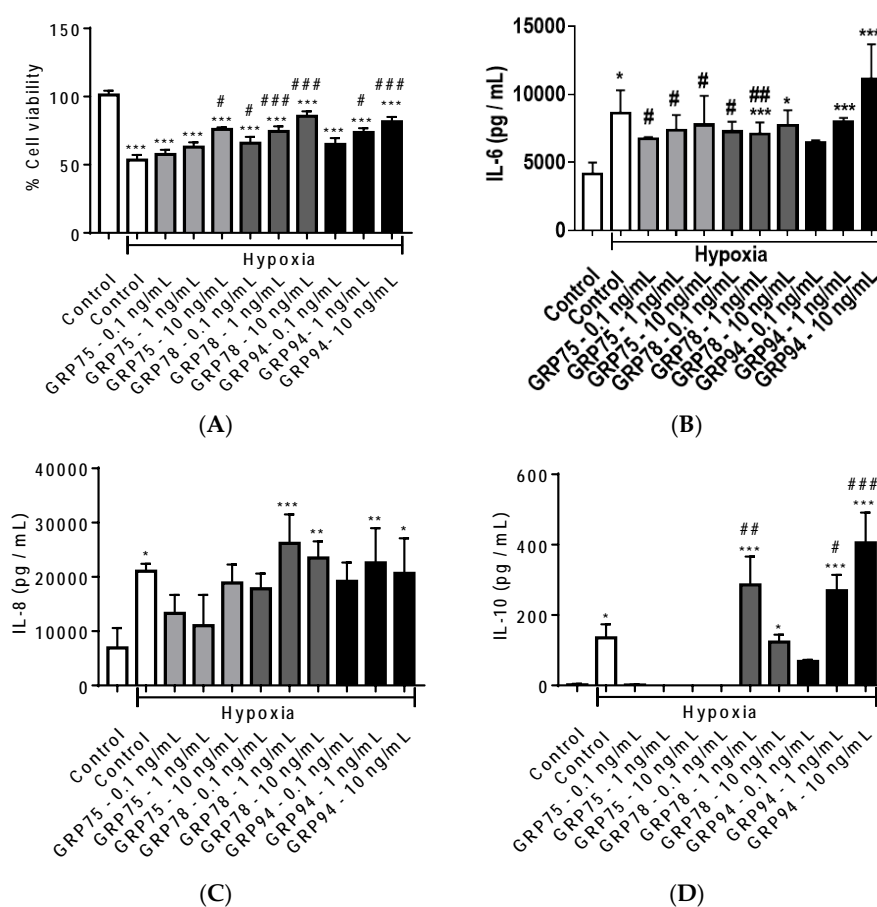 % Cell viability
150
100
50
0
***
***
***
#
***
#
***
###
***
###
***
***
#
***
###
***
Hypoxia
Control
Control
GRP75 - 0.1 ng/mL
GRP75 - 1 ng/mL
GRP75 - 10 ng/mL
GRP78 - 0.1 ng/mL
GRP78 - 1 ng/mL
GRP78 - 10 ng/mL
GRP94 - 0.1 ng/mL
GRP94 - 1 ng/mL
GRP94 - 10 ng/mL
(A)
IL-6 (pg / mL)
15000
10000
5000
0
*
#
#
#
#
##
***
*
***
***
Hypoxia
Control
Control
GRP75 - 0.1 ng/mL
GRP75 - 1 ng/mL
GRP75 - 10 ng/mL
GRP78 - 0.1 ng/mL
GRP78 - 1 ng/mL
GRP78 - 10 ng/mL
GRP94 - 0.1 ng/mL
GRP94 - 1 ng/mL
GRP94 - 10 ng/mL
(B)
IL-8 (pg / mL)
40000
30000
20000
10000
0
*
***
**
**
*
Hypoxia
Control
Control
GRP75 - 0.1 ng/mL
GRP75 - 1 ng/mL
GRP75 - 10 ng/mL
GRP78 - 0.1 ng/mL
GRP78 - 1 ng/mL
GRP78 - 10 ng/mL
GRP94 - 0.1 ng/mL
GRP94 - 1 ng/mL
GRP94 - 10 ng/mL
(C)
IL-10 (pg / mL)
600
400
200
0
*
##
***
*
#
***
###
***
Hypoxia
Control
Control
GRP75 - 0.1 ng/mL
GRP75 - 1 ng/mL
GRP75 - 10 ng/mL
GRP78 - 0.1 ng/mL
GRP78 - 1 ng/mL
GRP78 - 10 ng/mL
GRP94 - 0.1 ng/mL
GRP94 - 1 ng/mL
GRP94 - 10 ng/mL
(D)